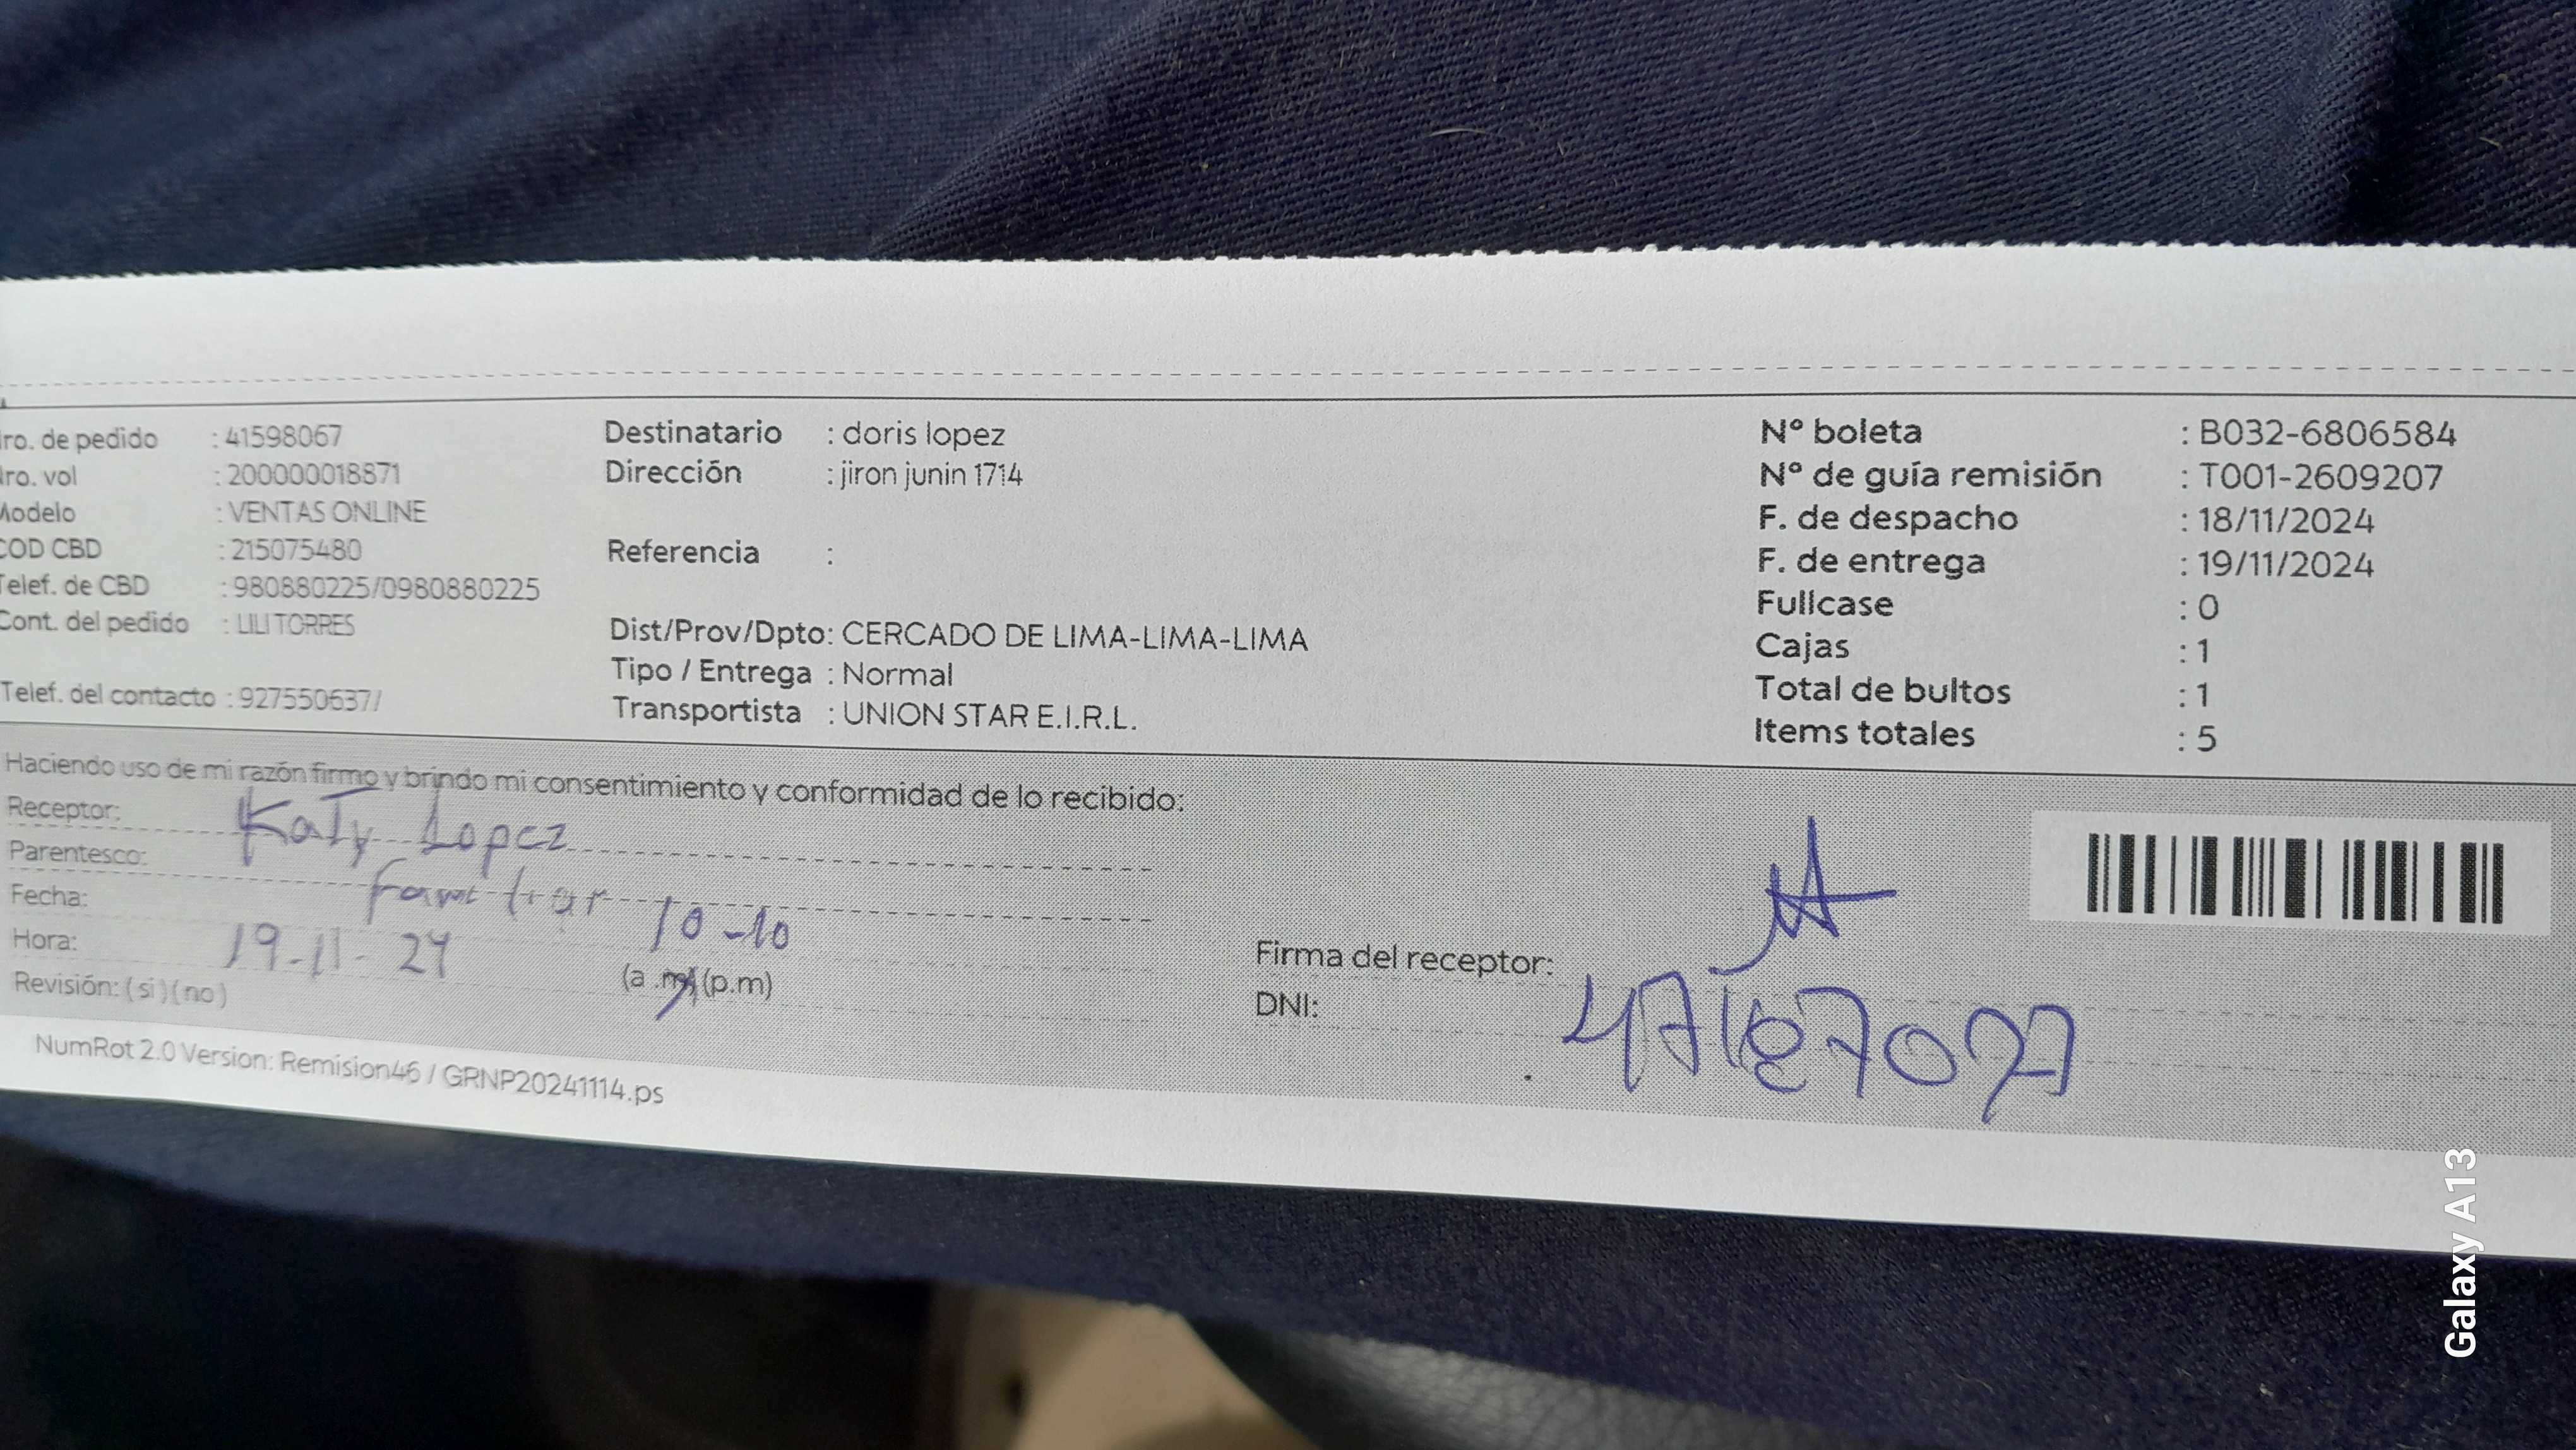 ro. de pedido : 41598067
ro. vol : 200000018871
Modelo : VENTAS ONLINE
COD CBD : 215075480
Telef. de CBD : 980880225/0980880225
Cont. del pedido : LILI TORRES
Telef. del contacto : 927550637/
Destinatario : doris lopez
Dirección : jiron junin 1714
Referencia :
Dist/Prov/Dpto: CERCADO DE LIMA-LIMA-LIMA
Tipo / Entrega : Normal
Transportista : UNION STAR E.I.R.L.
Nº boleta : B032-6806584
Nº de guía remisión : T001-2609207
F. de despacho : 18/11/2024
F. de entrega : 19/11/2024
Fullcase : 0
Cajas : 1
Total de bultos : 1
Items totales : 5
Haciendo uso de mi razón firmo y brindo mi consentimiento y conformidad de lo recibido:
Receptor: Katy Lopez
Parentesco: familiar
Fecha: 19-11-24
Hora: 10-10 (a.m) (p.m)
Revisión: (si) (no)
Firma del receptor:
DNI:
NumRot 2.0 Version: Remision46 / GRNP20241114.ps
Galaxy A13